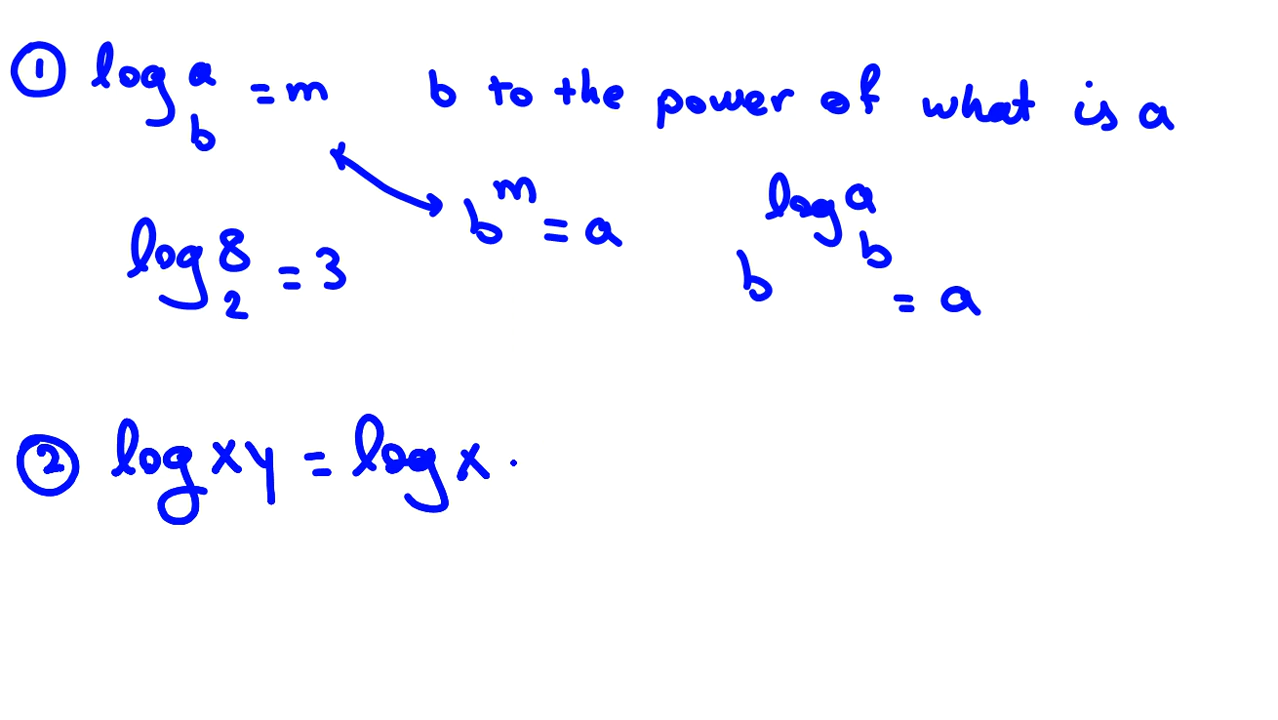 ① log_b a = m b to the power of what is a
b^m = a
log_2 8 = 3
b^(log_b a) = a
② log xy = log x ·